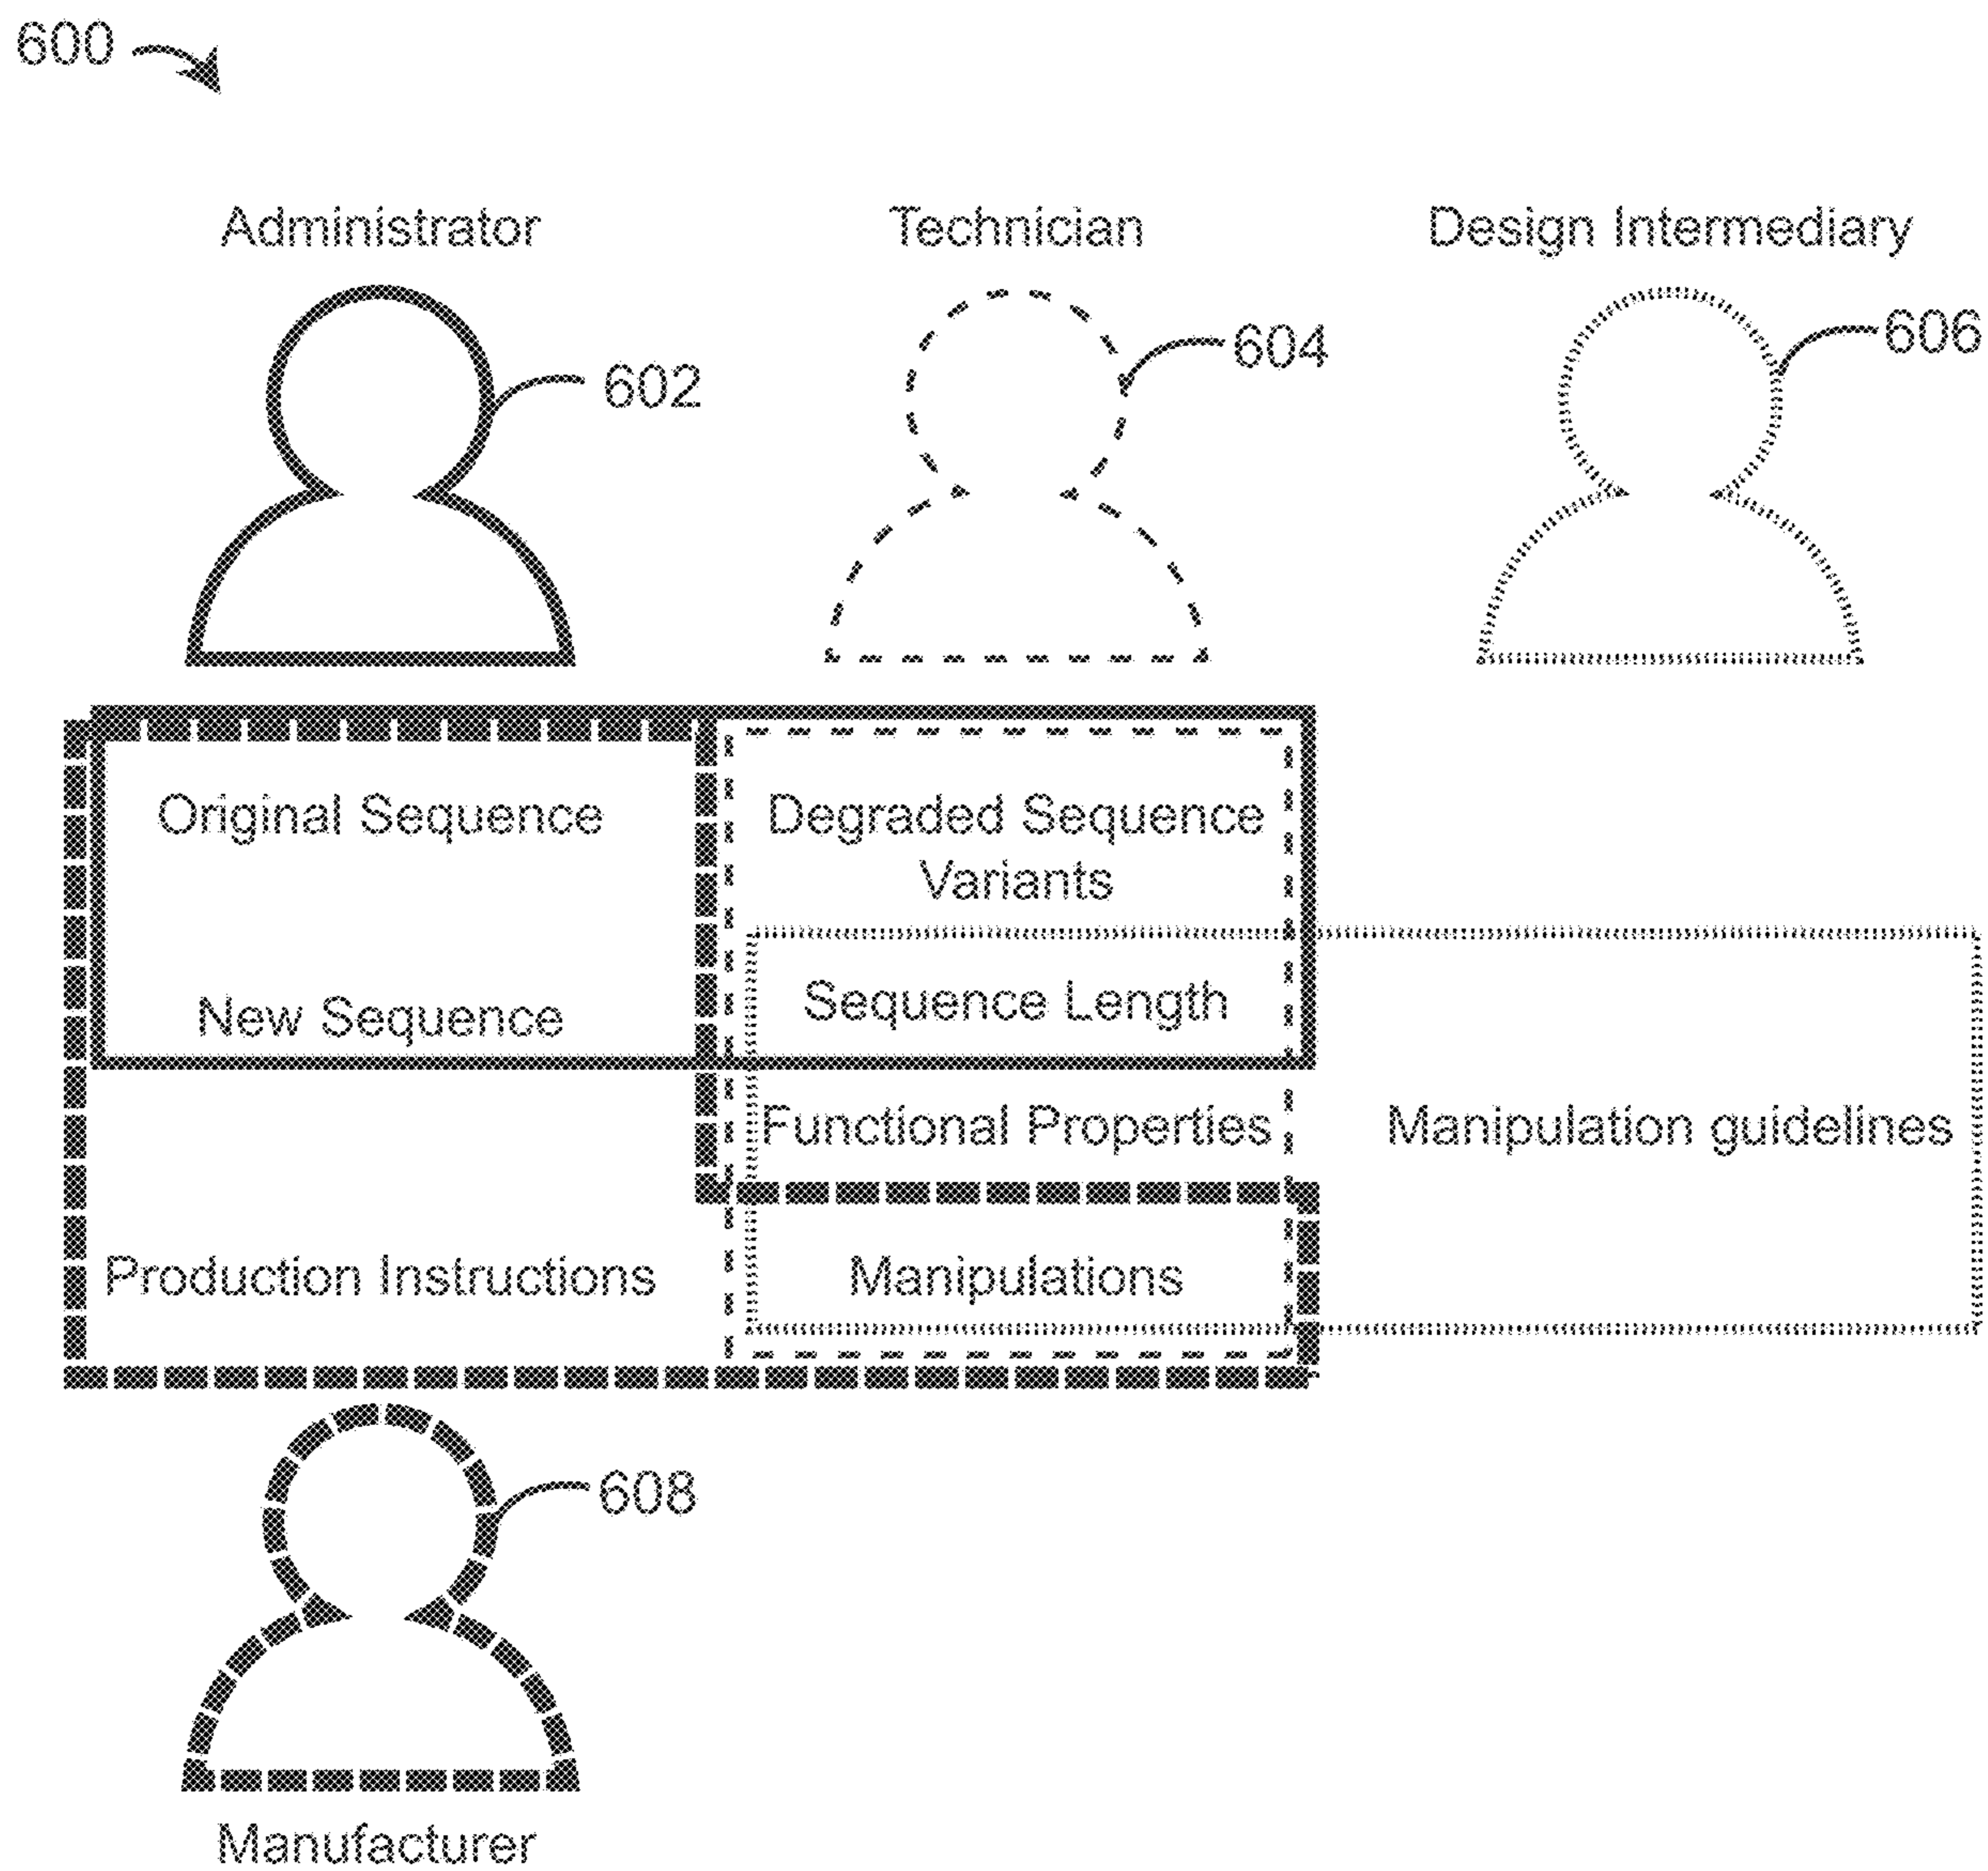 600
Administrator
Technician
Design Intermediary
602
604
606
Original Sequence
Degraded Sequence
Variants
New Sequence
Sequence Length
Functional Properties
Manipulation guidelines
Production Instructions
Manipulations
608
Manufacturer